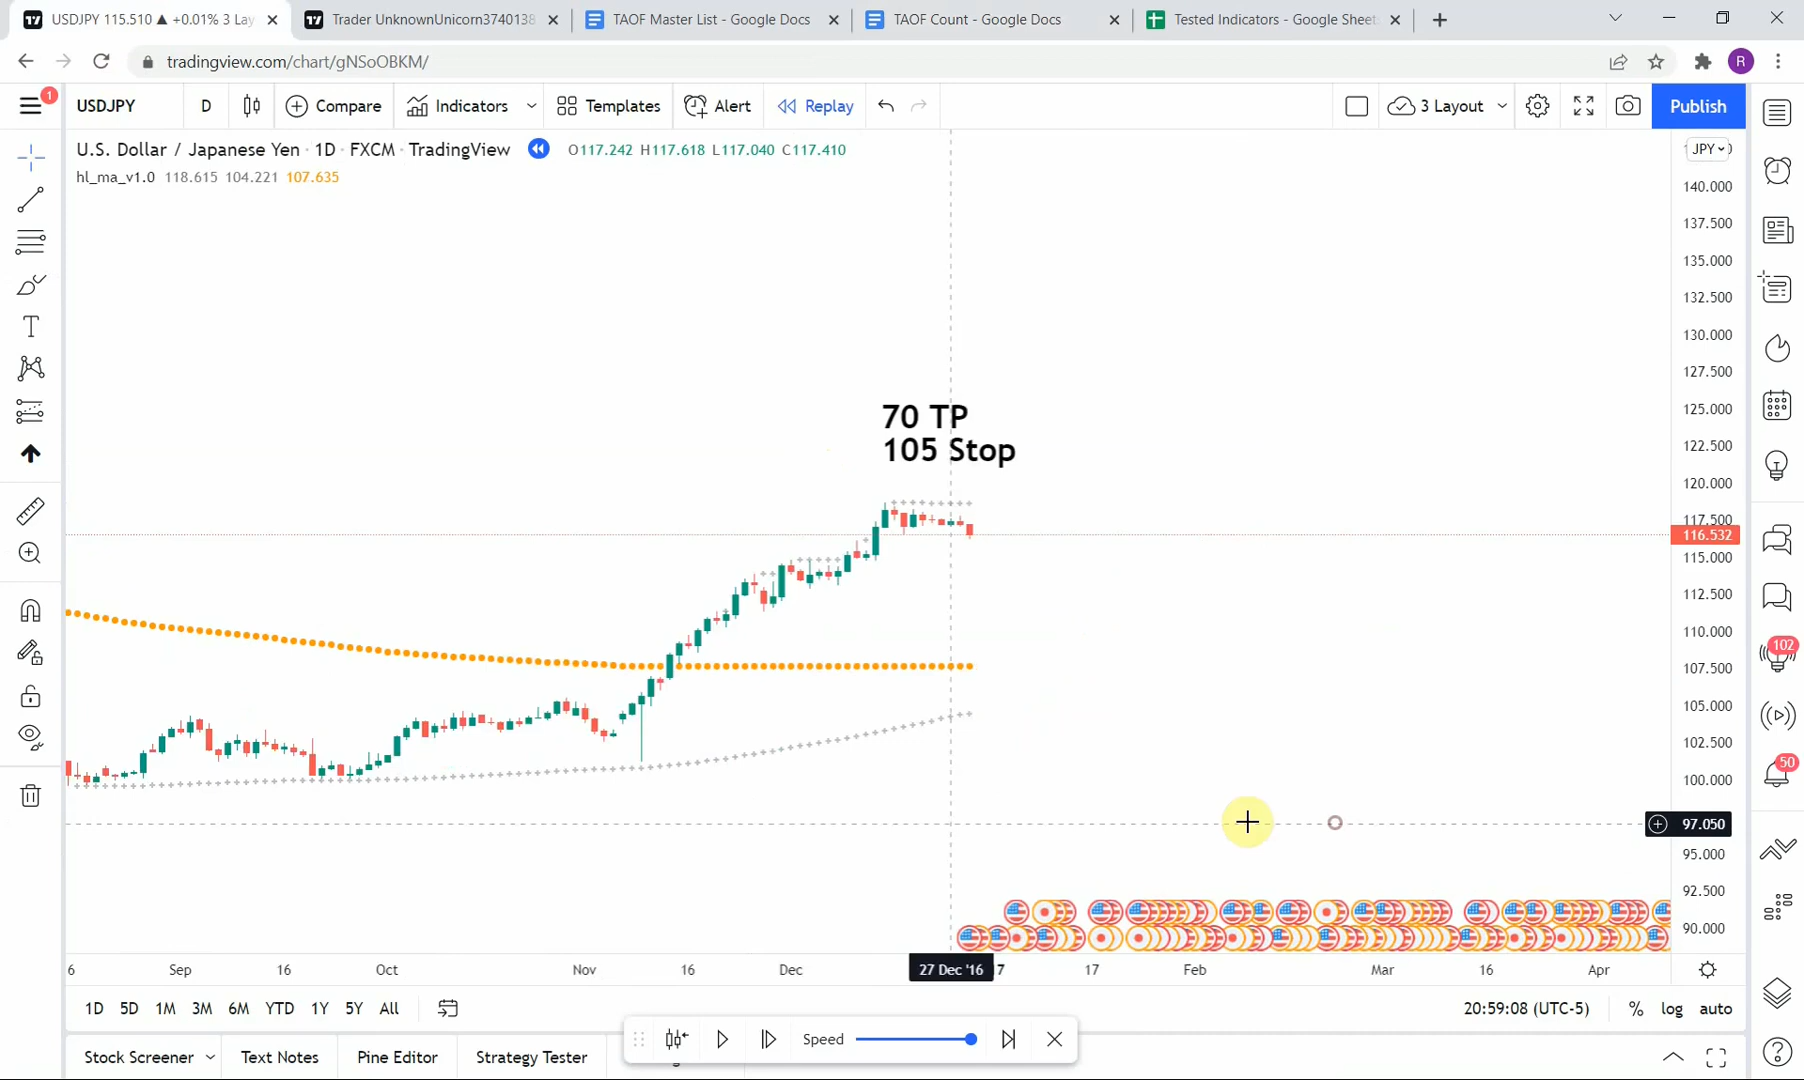 USDJPY 115.510 ▲ +0.01% 3 Lay
Trader UnknownUnicorn3740138
TAOF Master List - Google Docs
TAOF Count - Google Docs
Tested Indicators - Google Sheet
tradingview.com/chart/gNSoOBKM/
R
1
USDJPY
D
Compare
Indicators
Templates
Alert
Replay
3 Layout
Publish
U.S. Dollar / Japanese Yen · 1D · FXCM · TradingView
O117.242 H117.618 L117.040 C117.410
JPY
hl_ma_v1.0 118.615 104.221 107.635
140.000
137.500
135.000
132.500
130.000
127.500
125.000
122.500
120.000
117.500
116.532
115.000
112.500
110.000
107.500
105.000
102.500
100.000
97.050
95.000
92.500
90.000
70 TP
105 Stop
102
50
6 Sep 16 Oct Nov 16 Dec 27 Dec '16 7 17 Feb Mar 16 Apr
1D 5D 1M 3M 6M YTD 1Y 5Y All
20:59:08 (UTC-5) % log auto
Speed
Stock Screener Text Notes Pine Editor Strategy Tester